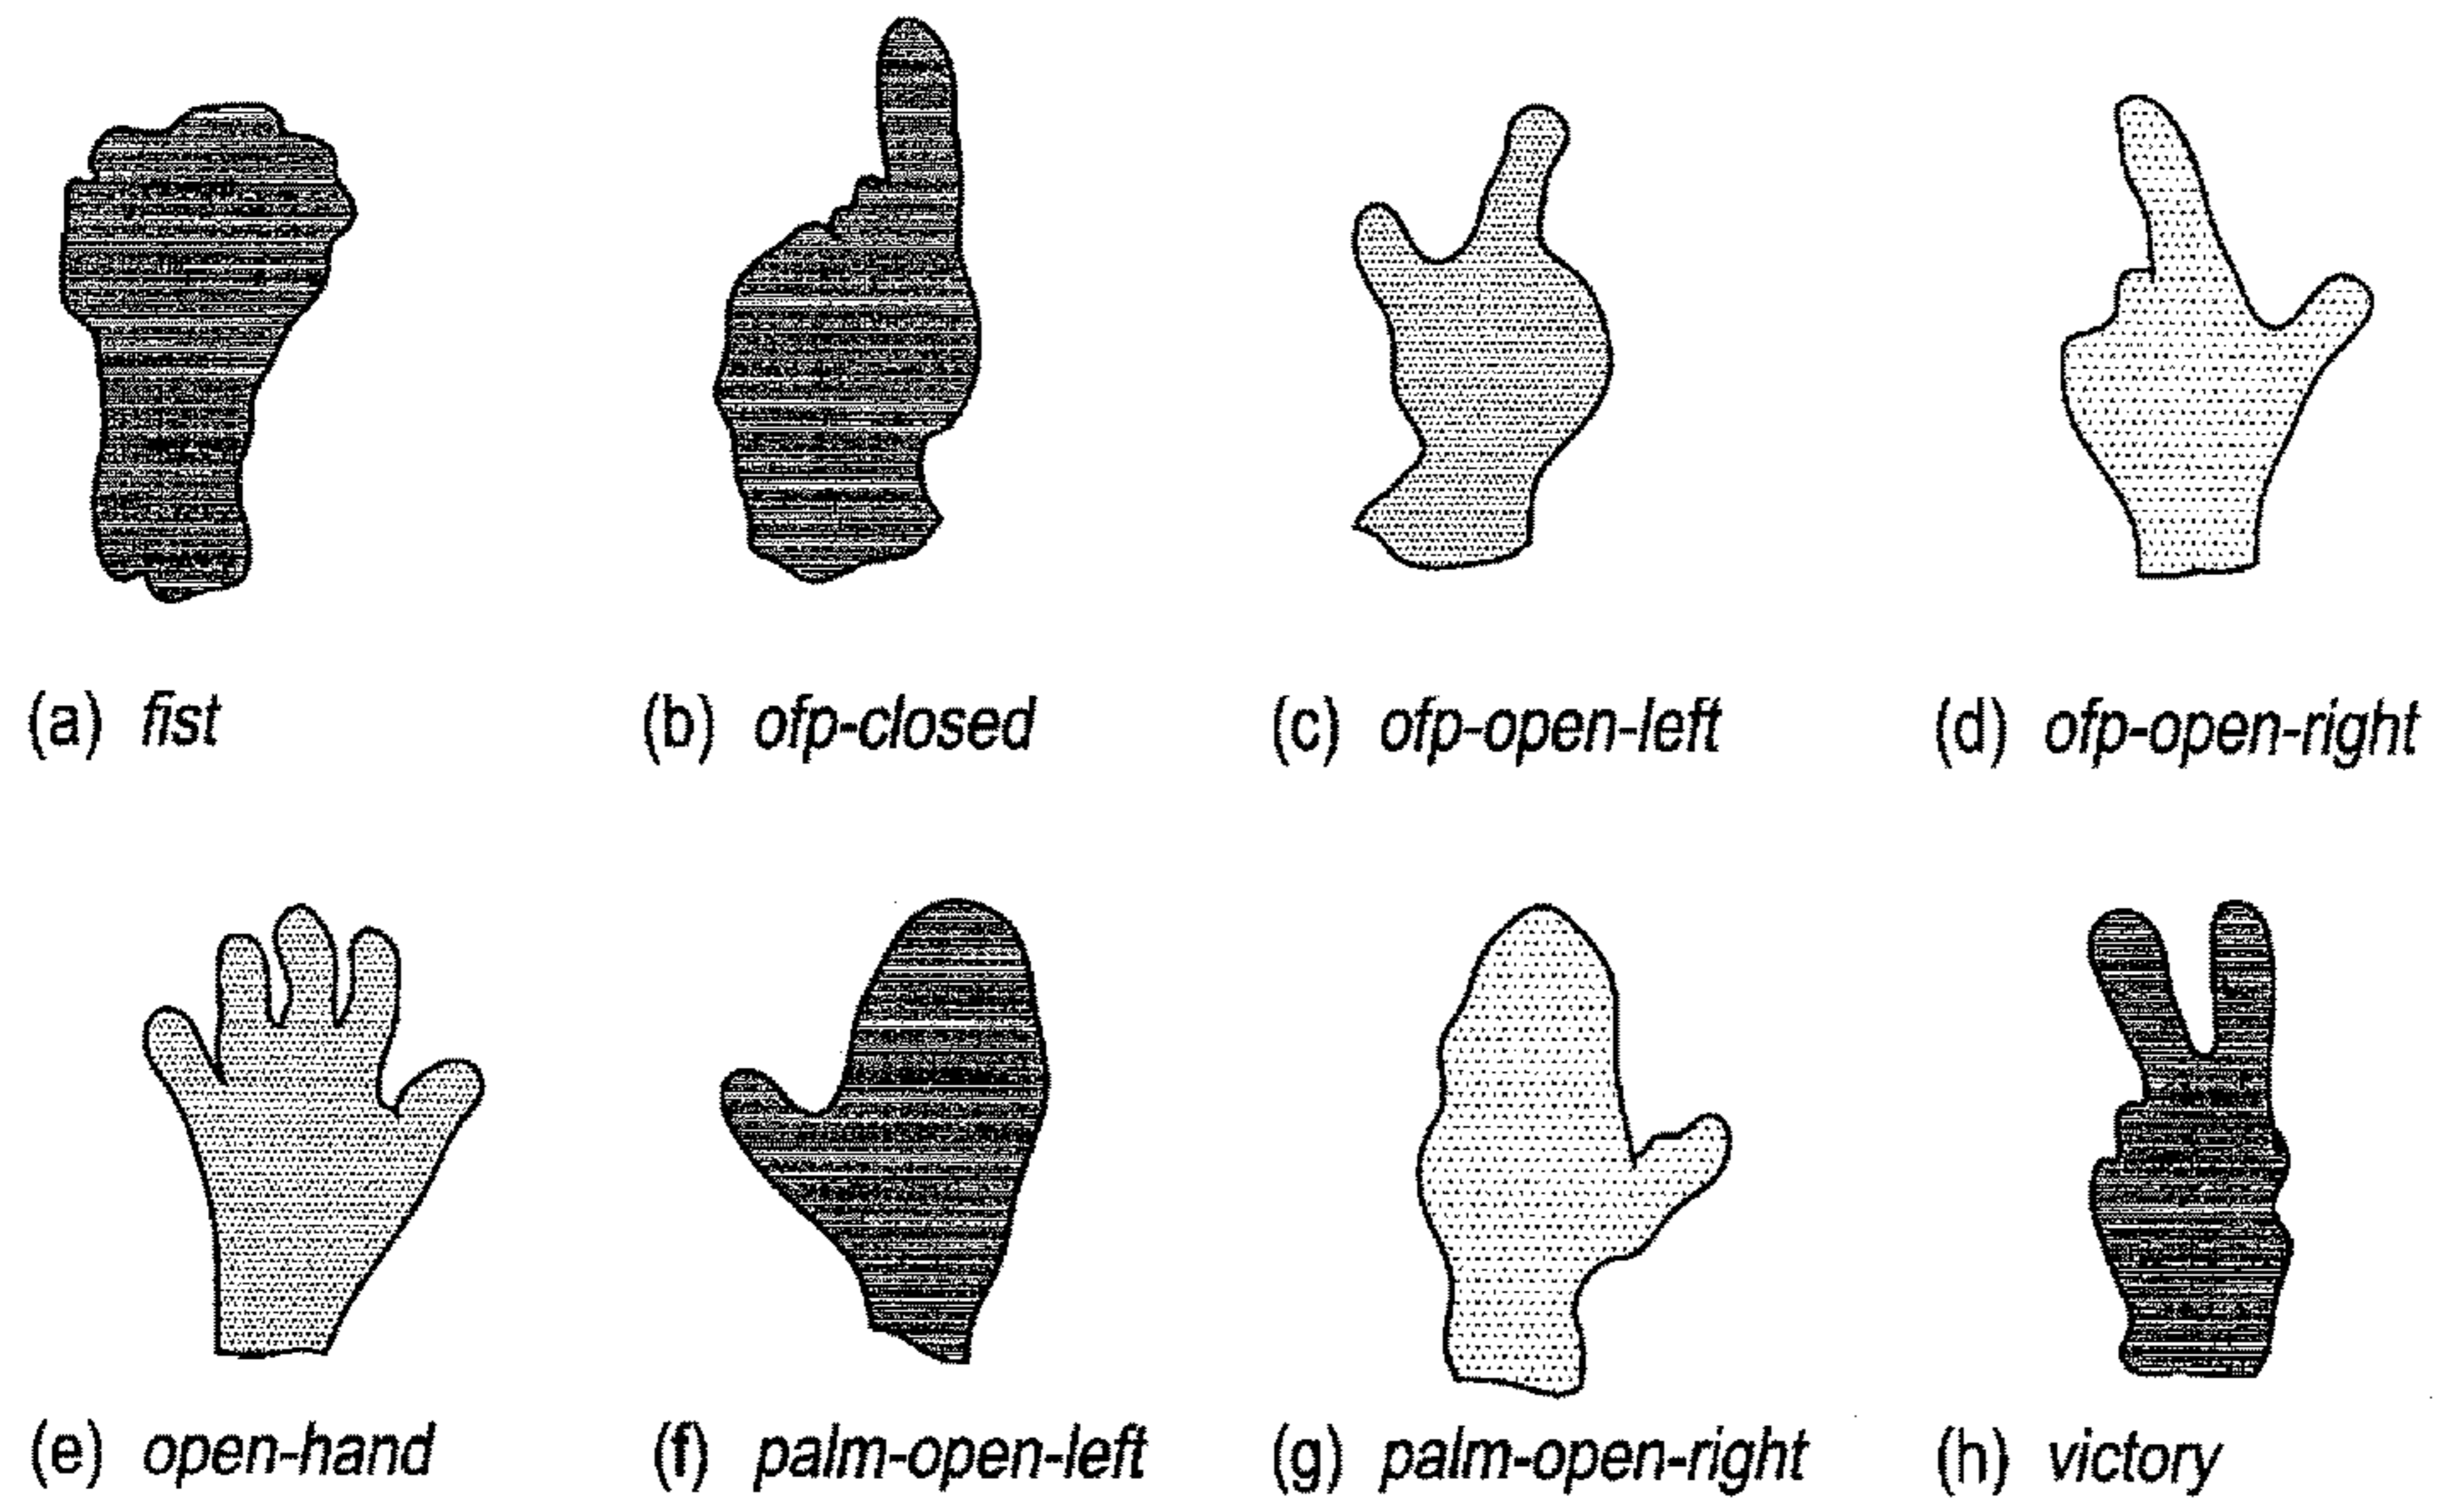 (a) fist
(b) ofp-closed
(c) ofp-open-left
(d) ofp-open-right
(e) open-hand
(f) palm-open-left
(g) palm-open-right
(h) victory